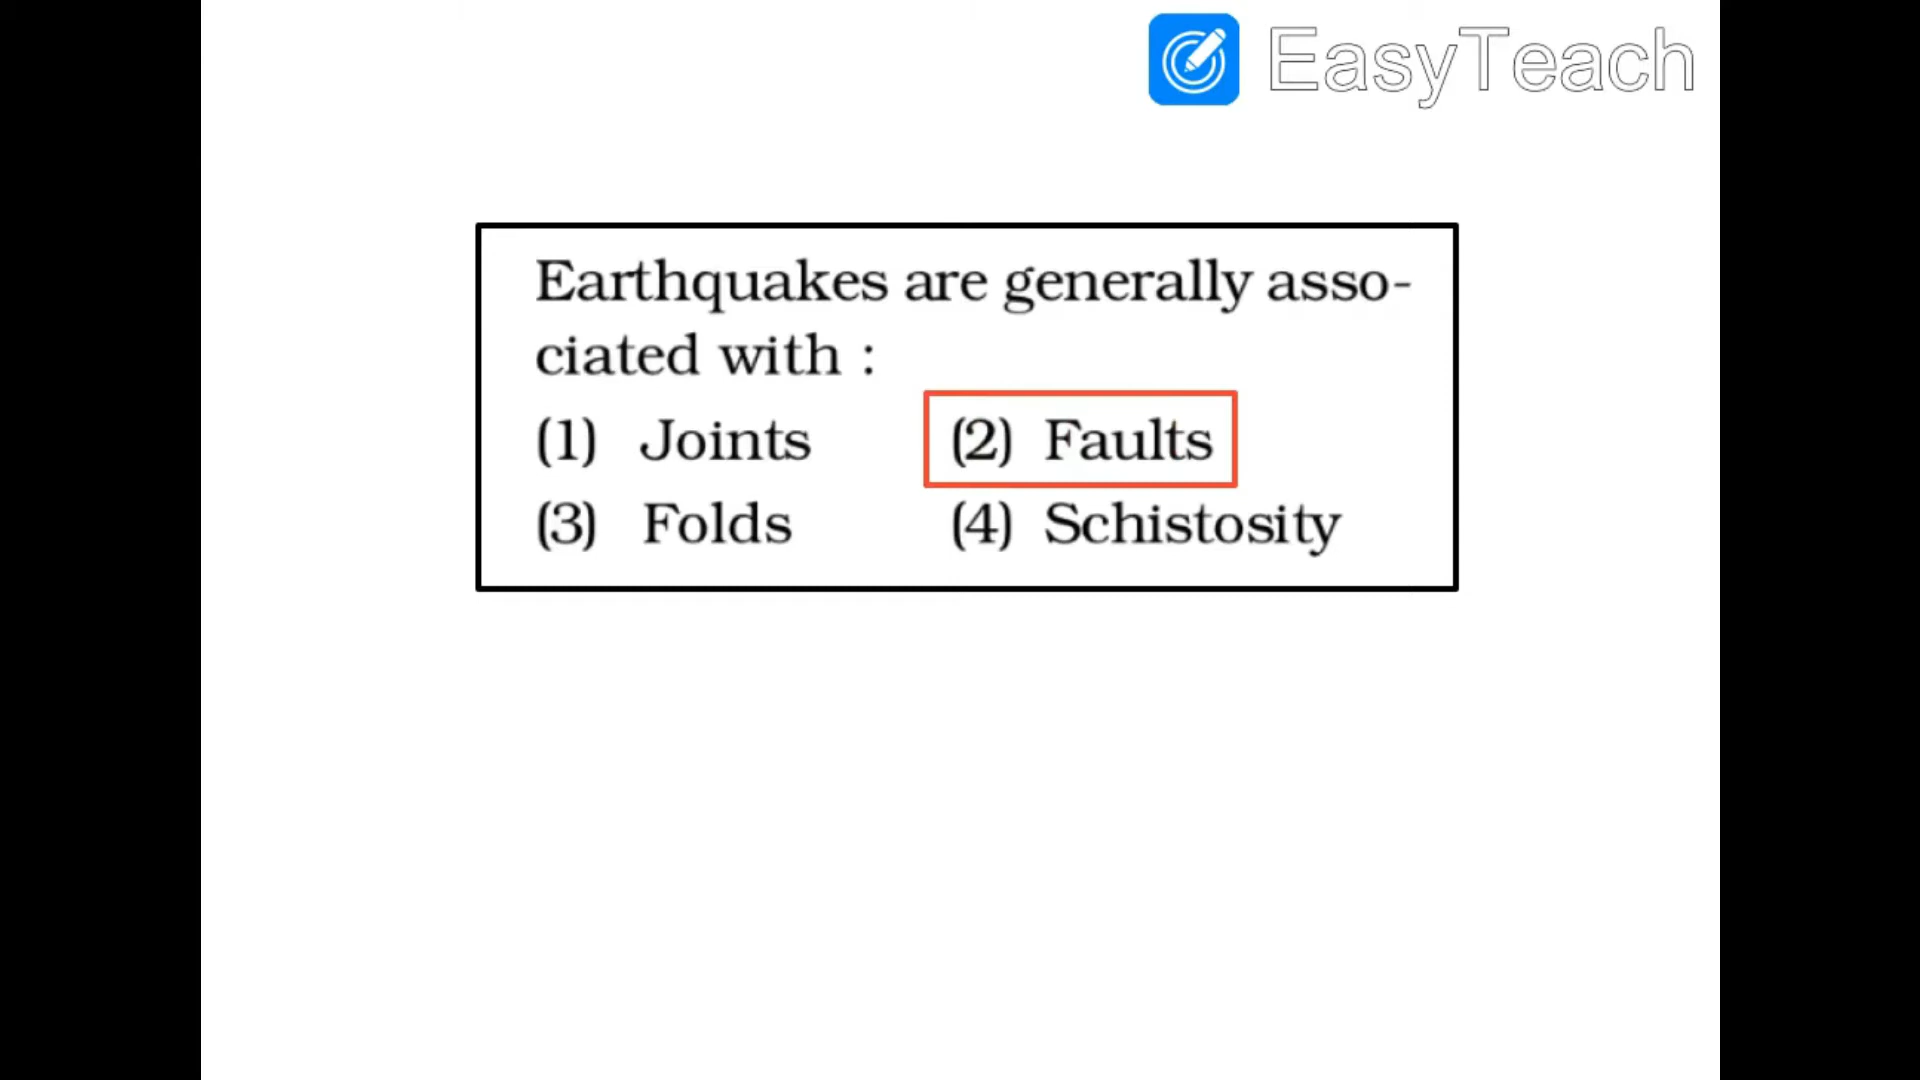 EasyTeach
Earthquakes are generally asso-
ciated with :
(1) Joints (2) Faults
(3) Folds (4) Schistosity